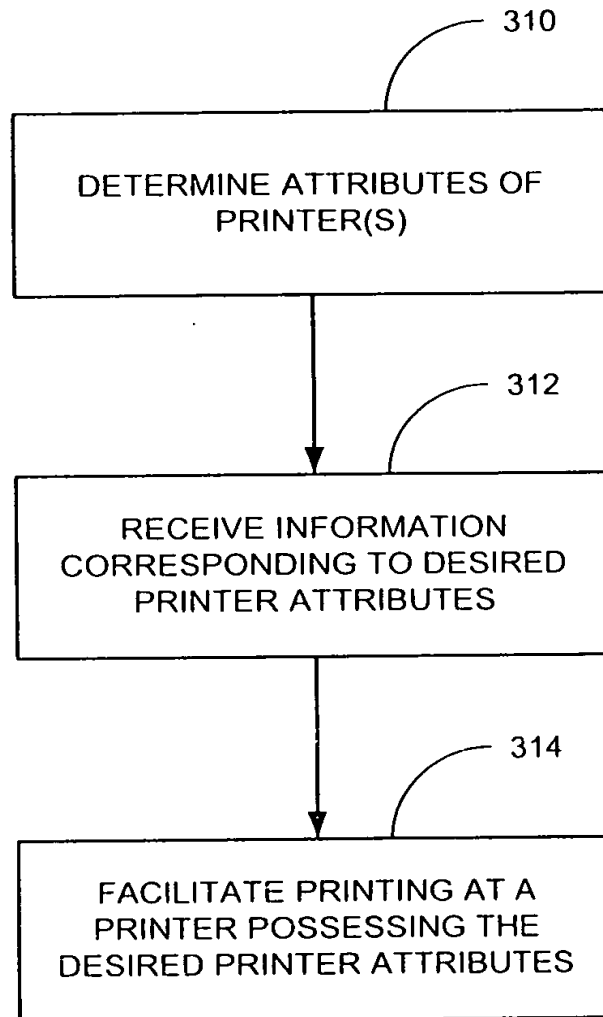 310
DETERMINE ATTRIBUTES OF
PRINTER(S)
312
RECEIVE INFORMATION
CORRESPONDING TO DESIRED
PRINTER ATTRIBUTES
314
FACILITATE PRINTING AT A
PRINTER POSSESSING THE
DESIRED PRINTER ATTRIBUTES